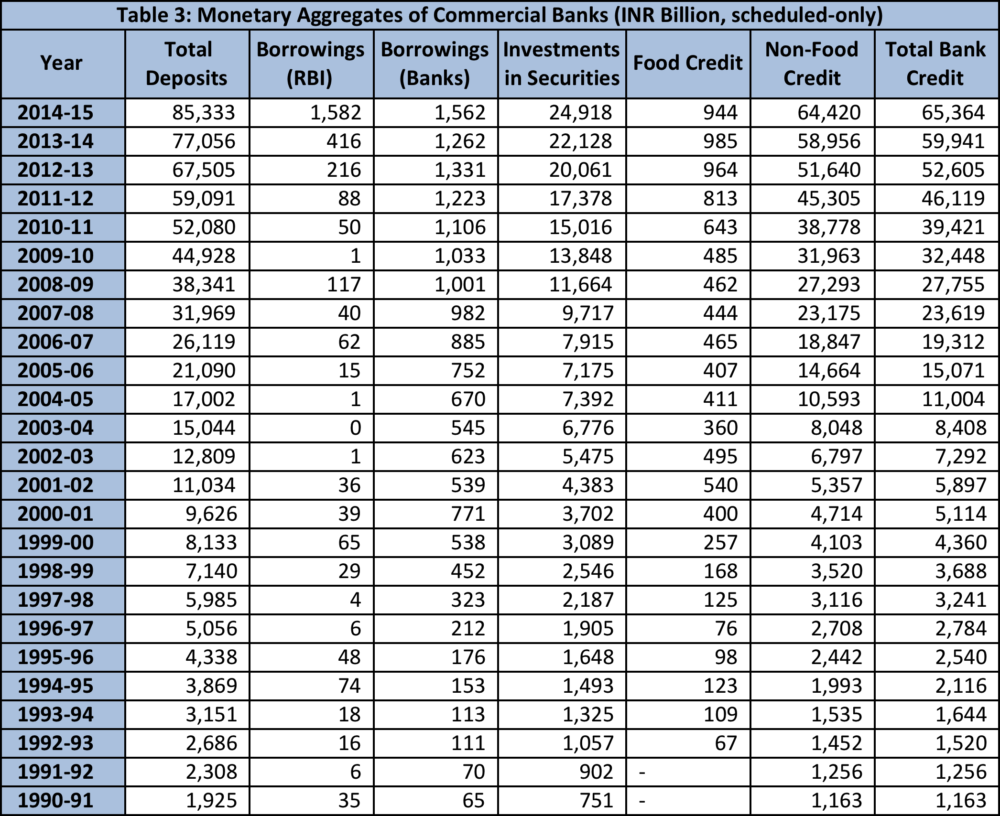 Table 3: Monetary Aggregates of Commercial Banks (INR Billion, scheduled-only)
Year Total Deposits Borrowings (RBI) Borrowings (Banks) Investments in Securities Food Credit Non-Food Credit Total Bank Credit
2014-15 85,333 1,582 1,562 24,918 944 64,420 65,364
2013-14 77,056 416 1,262 22,128 985 58,956 59,941
2012-13 67,505 216 1,331 20,061 964 51,640 52,605
2011-12 59,091 88 1,223 17,378 813 45,305 46,119
2010-11 52,080 50 1,106 15,016 643 38,778 39,421
2009-10 44,928 1 1,033 13,848 485 31,963 32,448
2008-09 38,341 117 1,001 11,664 462 27,293 27,755
2007-08 31,969 40 982 9,717 444 23,175 23,619
2006-07 26,119 62 885 7,915 465 18,847 19,312
2005-06 21,090 15 752 7,175 407 14,664 15,071
2004-05 17,002 1 670 7,392 411 10,593 11,004
2003-04 15,044 0 545 6,776 360 8,048 8,408
2002-03 12,809 1 623 5,475 495 6,797 7,292
2001-02 11,034 36 539 4,383 540 5,357 5,897
2000-01 9,626 39 771 3,702 400 4,714 5,114
1999-00 8,133 65 538 3,089 257 4,103 4,360
1998-99 7,140 29 452 2,546 168 3,520 3,688
1997-98 5,985 4 323 2,187 125 3,116 3,241
1996-97 5,056 6 212 1,905 76 2,708 2,784
1995-96 4,338 48 176 1,648 98 2,442 2,540
1994-95 3,869 74 153 1,493 123 1,993 2,116
1993-94 3,151 18 113 1,325 109 1,535 1,644
1992-93 2,686 16 111 1,057 67 1,452 1,520
1991-92 2,308 6 70 902 - 1,256 1,256
1990-91 1,925 35 65 751 - 1,163 1,163